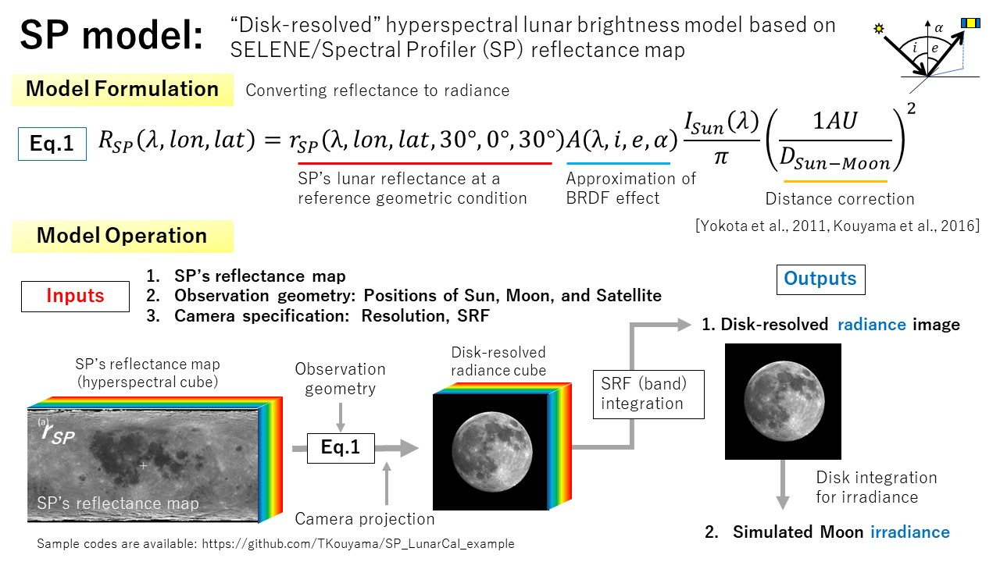 SP model:
“Disk-resolved” hyperspectral lunar brightness model based on
SELENE/Spectral Profiler (SP) reflectance map
α
i
e
Model Formulation
Converting reflectance to radiance
Eq.1
R_SP(λ, lon, lat) = r_SP(λ, lon, lat, 30°, 0°, 30°)A(λ, i, e, α) I_Sun(λ)/π (1AU/D_Sun−Moon)^2
SP’s lunar reflectance at a
reference geometric condition
Approximation of
BRDF effect
Distance correction
[Yokota et al., 2011, Kouyama et al., 2016]
Model Operation
Inputs
1. SP’s reflectance map
2. Observation geometry: Positions of Sun, Moon, and Satellite
3. Camera specification: Resolution, SRF
Outputs
1. Disk-resolved radiance image
SP’s reflectance map
(hyperspectral cube)
(a)
r_SP
SP’s reflectance map
Observation
geometry
Eq.1
Camera projection
Disk-resolved
radiance cube
SRF (band)
integration
Disk integration
for irradiance
2. Simulated Moon irradiance
Sample codes are available: https://github.com/TKouyama/SP_LunarCal_example